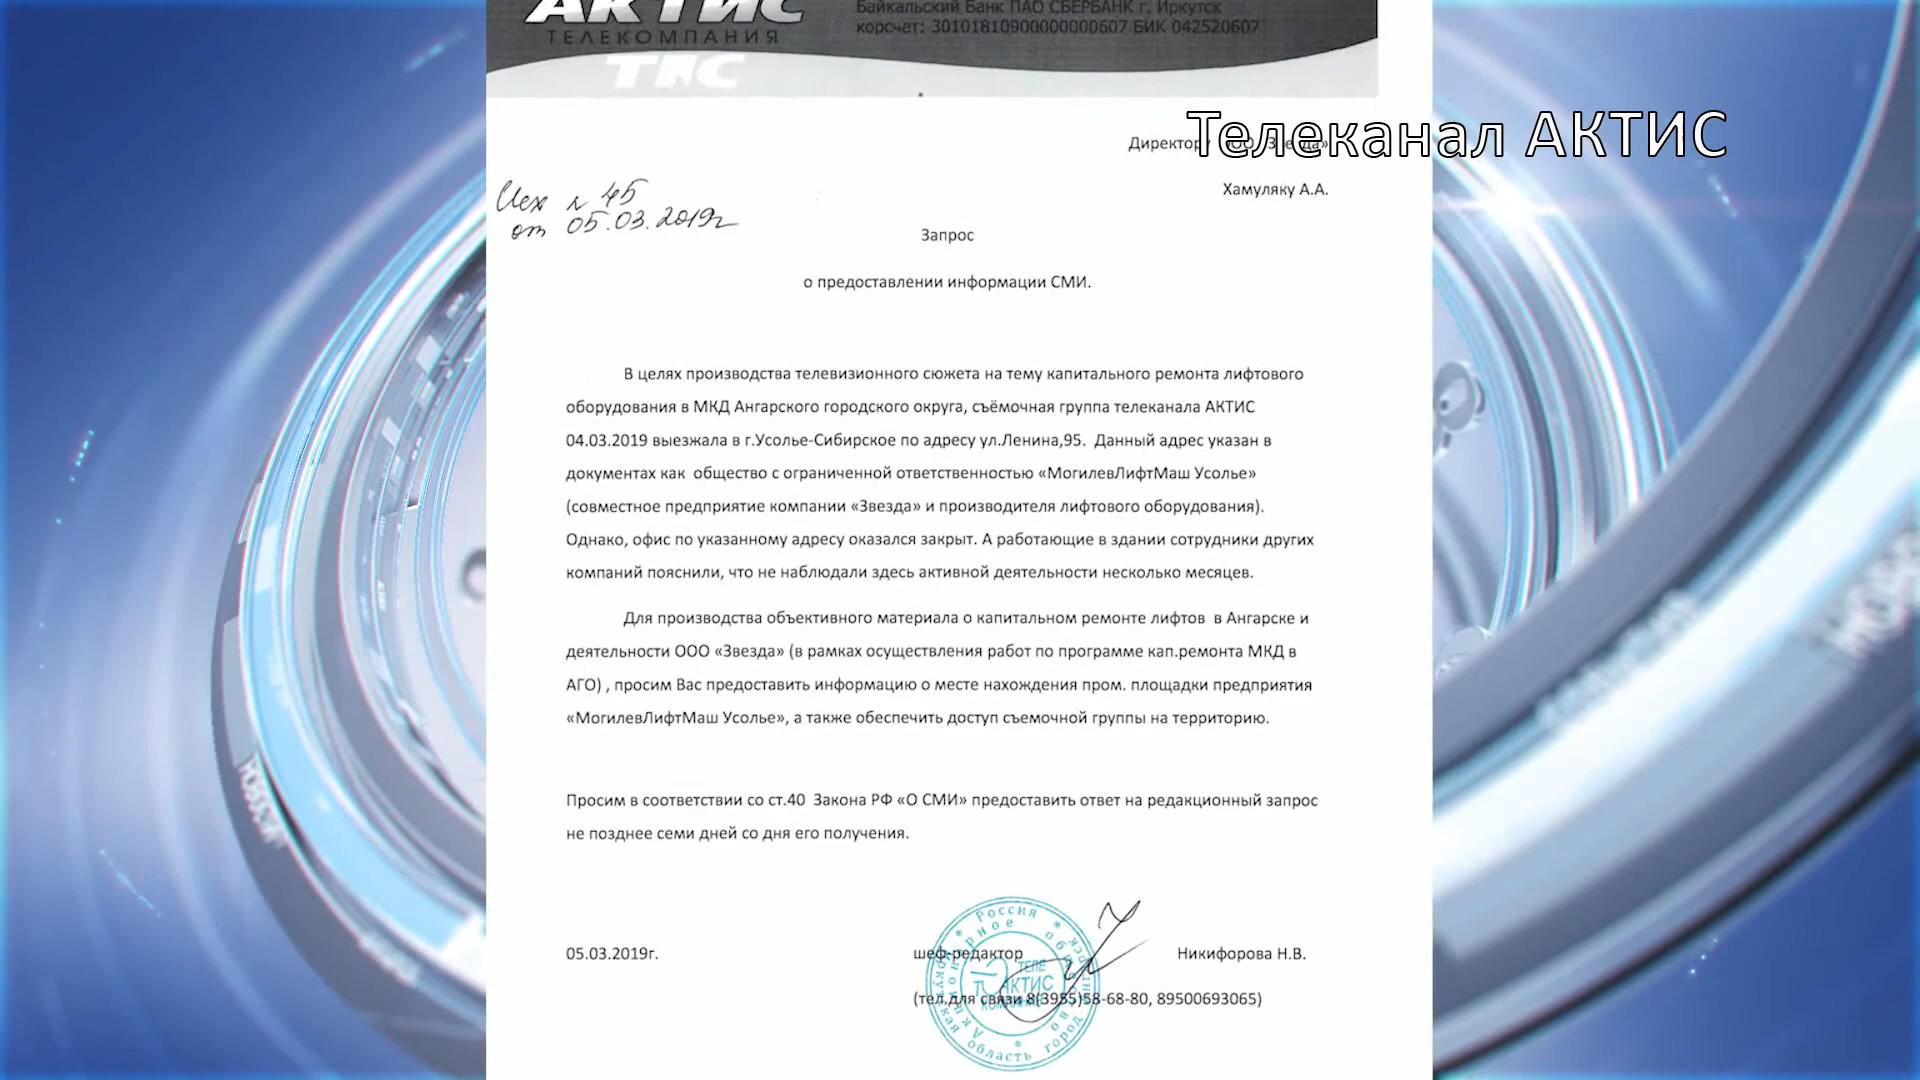 АКТИС
ТЕЛЕКОМПАНИЯ
Байкальский Банк ПАО СБЕРБАНК г. Иркутск
корсчет: 30101810900000000607 БИК 042520607
Телеканал АКТИС
Директору ООО «Звезда»
Хамуляку А.А.
Исх № 45
от 05.03.2019г
Запрос
о предоставлении информации СМИ.
В целях производства телевизионного сюжета на тему капитального ремонта лифтового
оборудования в МКД Ангарского городского округа, съёмочная группа телеканала АКТИС
04.03.2019 выезжала в г.Усолье-Сибирское по адресу ул.Ленина,95. Данный адрес указан в
документах как общество с ограниченной ответственностью «МогилевЛифтМаш Усолье»
(совместное предприятие компании «Звезда» и производителя лифтового оборудования).
Однако, офис по указанному адресу оказался закрыт. А работающие в здании сотрудники других
компаний пояснили, что не наблюдали здесь активной деятельности несколько месяцев.
Для производства объективного материала о капитальном ремонте лифтов в Ангарске и
деятельности ООО «Звезда» (в рамках осуществления работ по программе кап.ремонта МКД в
АГО) , просим Вас предоставить информацию о месте нахождения пром. площадки предприятия
«МогилевЛифтМаш Усолье», а также обеспечить доступ съемочной группы на территорию.
Просим в соответствии со ст.40 Закона РФ «О СМИ» предоставить ответ на редакционный запрос
не позднее семи дней со дня его получения.
05.03.2019г.
шеф-редактор
Никифорова Н.В.
(тел.для связи 8(3955)58-68-80, 89500693065)
Россия
область город
ТЕЛЕ
АКТИС
НОВОСТИ